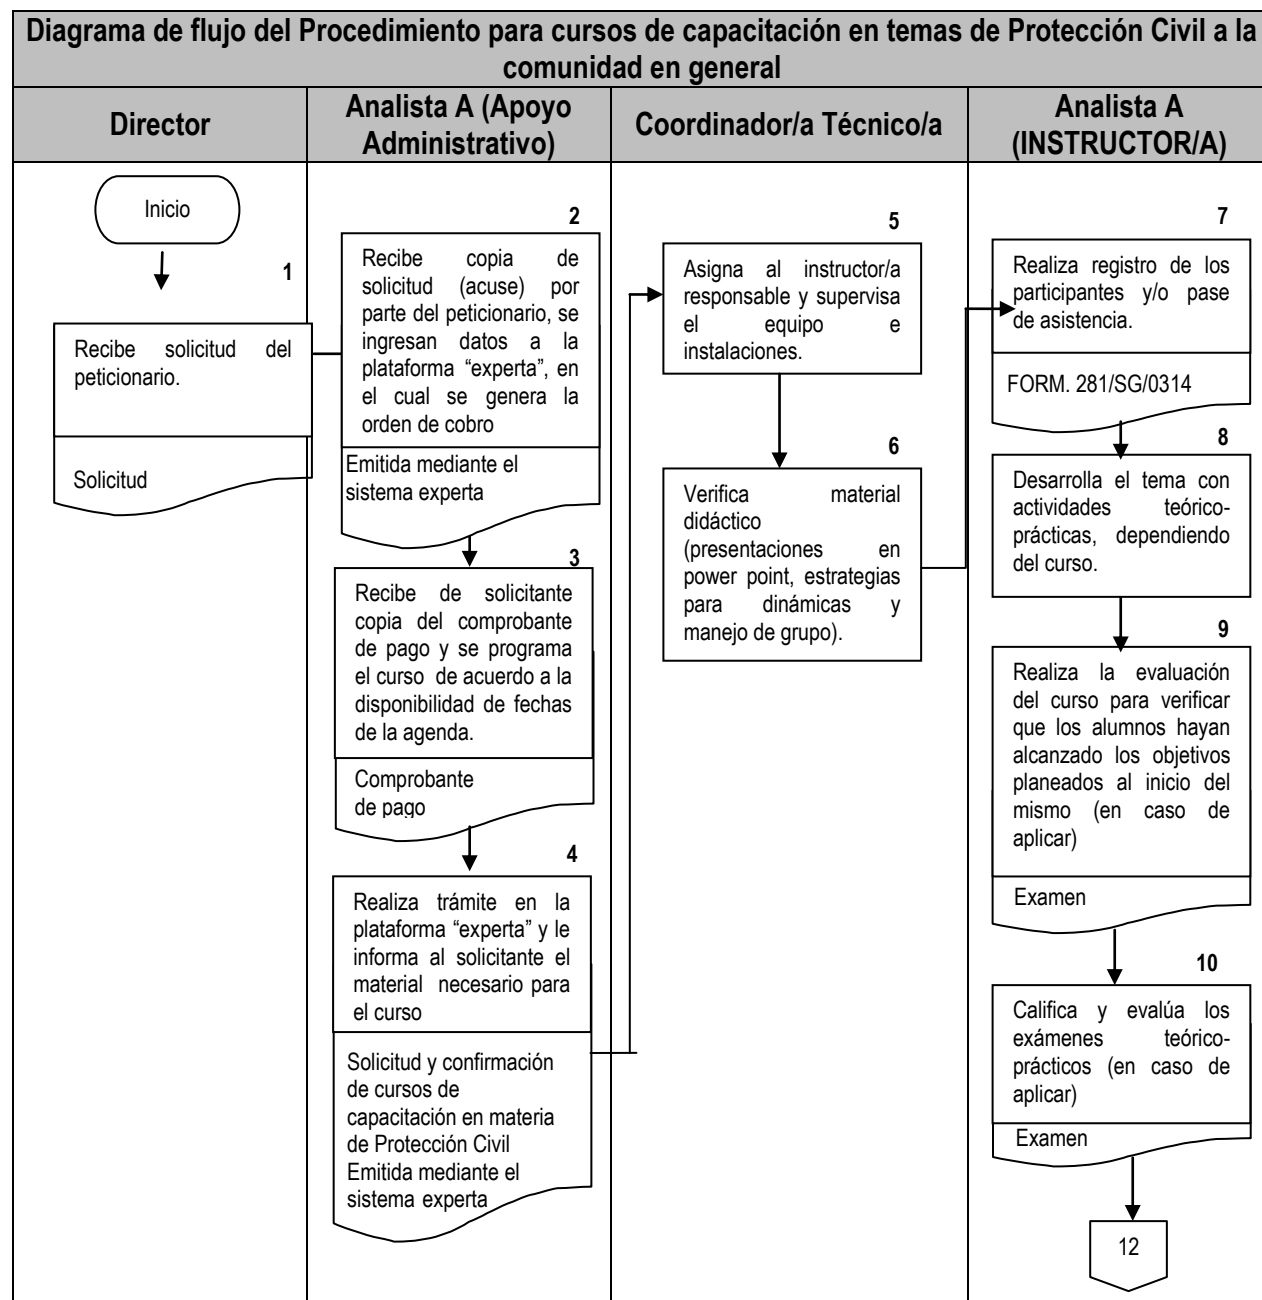 Diagrama de flujo del Procedimiento para cursos de capacitación en temas de Protección Civil a la
comunidad en general
Director
Analista A (Apoyo
Administrativo)
Coordinador/a Técnico/a
Analista A
(INSTRUCTOR/A)
Inicio
1
Recibe solicitud del
peticionario.
Solicitud
2
Recibe copia de
solicitud (acuse) por
parte del peticionario, se
ingresan datos a la
plataforma “experta”, en
el cual se genera la
orden de cobro
Emitida mediante el
sistema experta
3
Recibe de solicitante
copia del comprobante
de pago y se programa
el curso de acuerdo a la
disponibilidad de fechas
de la agenda.
Comprobante
de pago
4
Realiza trámite en la
plataforma “experta” y le
informa al solicitante el
material necesario para
el curso
Solicitud y confirmación
de cursos de
capacitación en materia
de Protección Civil
Emitida mediante el
sistema experta
5
Asigna al instructor/a
responsable y supervisa
el equipo e
instalaciones.
6
Verifica material
didáctico
(presentaciones en
power point, estrategias
para dinámicas y
manejo de grupo).
7
Realiza registro de los
participantes y/o pase
de asistencia.
FORM. 281/SG/0314
8
Desarrolla el tema con
actividades teórico-
prácticas, dependiendo
del curso.
9
Realiza la evaluación
del curso para verificar
que los alumnos hayan
alcanzado los objetivos
planeados al inicio del
mismo (en caso de
aplicar)
Examen
10
Califica y evalúa los
exámenes teórico-
prácticos (en caso de
aplicar)
Examen
12